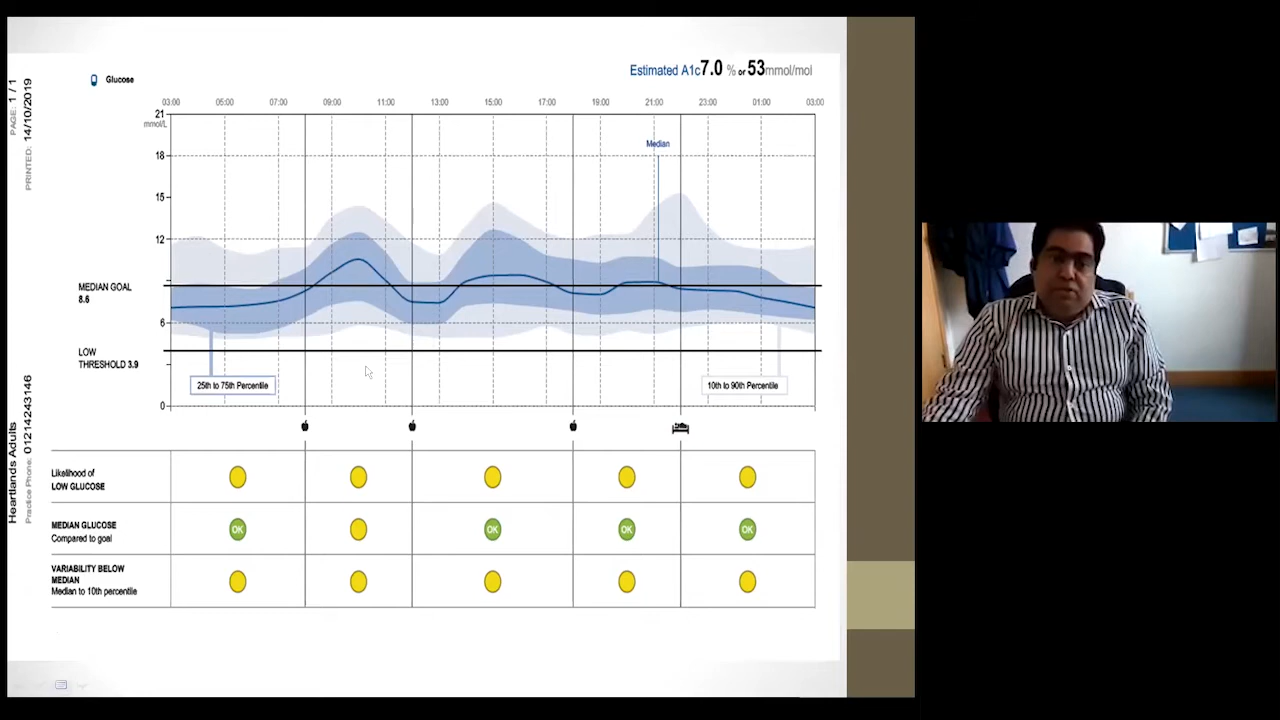 Glucose
Estimated A1c 7.0 % or 53 mmol/mol
PAGE: 1 / 1
PRINTED: 14/10/2019
03:00 05:00 07:00 09:00 11:00 13:00 15:00 17:00 19:00 21:00 23:00 01:00 03:00
21
mmol/L
Median
18
15
12
MEDIAN GOAL
8.6
6
LOW
THRESHOLD 3.9
25th to 75th Percentile
10th to 90th Percentile
0
Heartlands Adults
Practice Phone: 01214243146
Likelihood of
LOW GLUCOSE
MEDIAN GLUCOSE
Compared to goal
OK OK OK OK
VARIABILITY BELOW
MEDIAN
Median to 10th percentile